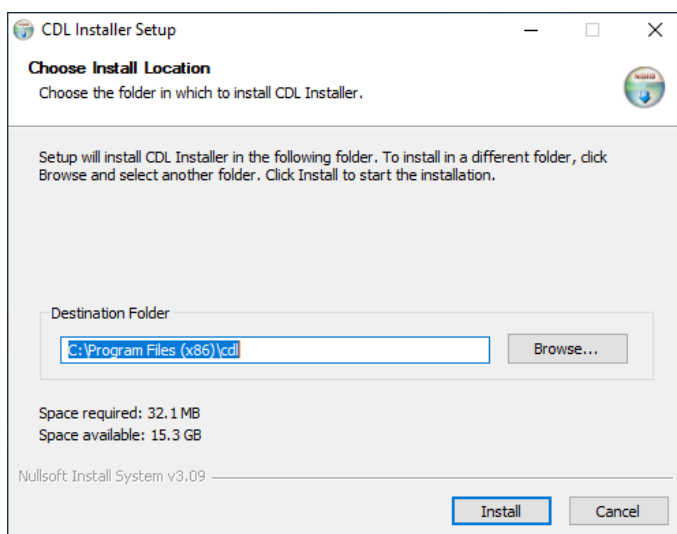 CDL Installer Setup
Choose Install Location
Choose the folder in which to install CDL Installer.
Setup will install CDL Installer in the following folder. To install in a different folder, click
Browse and select another folder. Click Install to start the installation.
Destination Folder
C:\Program Files (x86)\cdl
Browse...
Space required: 32.1 MB
Space available: 15.3 GB
Nullsoft Install System v3.09
Install
Cancel